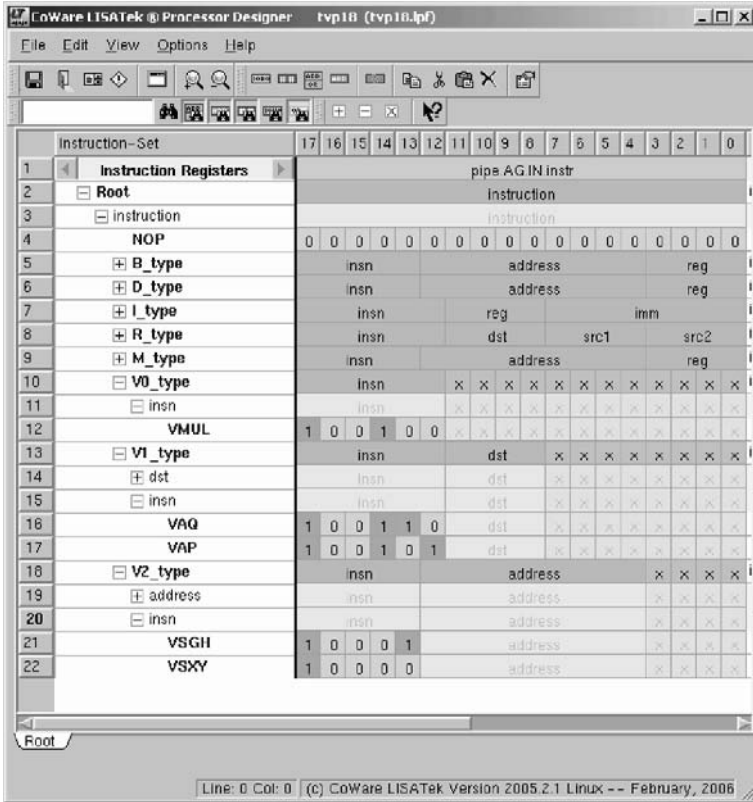 CoWare LISATek ® Processor Designer tvp18 (tvp18.lpf)
File Edit View Options Help
Instruction-Set 17 16 15 14 13 12 11 10 9 8 7 6 5 4 3 2 1 0
1 Instruction Registers pipe AG.IN.instr
2 Root instruction
3 instruction instruction
4 NOP 0 0 0 0 0 0 0 0 0 0 0 0 0 0 0 0 0 0
5 B_type insn address reg
6 D_type insn address reg
7 I_type insn reg imm
8 R_type insn dst src1 src2
9 M_type insn address reg
10 V0_type insn x x x x x x x x x x x x
11 insn insn x x x x x x x x x x x x
12 VMUL 1 0 0 1 0 0 x x x x x x x x x x x x
13 V1_type insn dst x x x x x x x x
14 dst insn dst x x x x x x x x
15 insn insn dst x x x x x x x x
16 VAQ 1 0 0 1 1 0 dst x x x x x x x x
17 VAP 1 0 0 1 0 1 dst x x x x x x x x
18 V2_type insn address x x x x
19 address insn address x x x x
20 insn insn address x x x x
21 VSGH 1 0 0 0 1 address x x x x
22 VSXY 1 0 0 0 0 address x x x x
Root
Line: 0 Col: 0 (c) CoWare LISATek Version 2005.2.1 Linux -- February, 2006